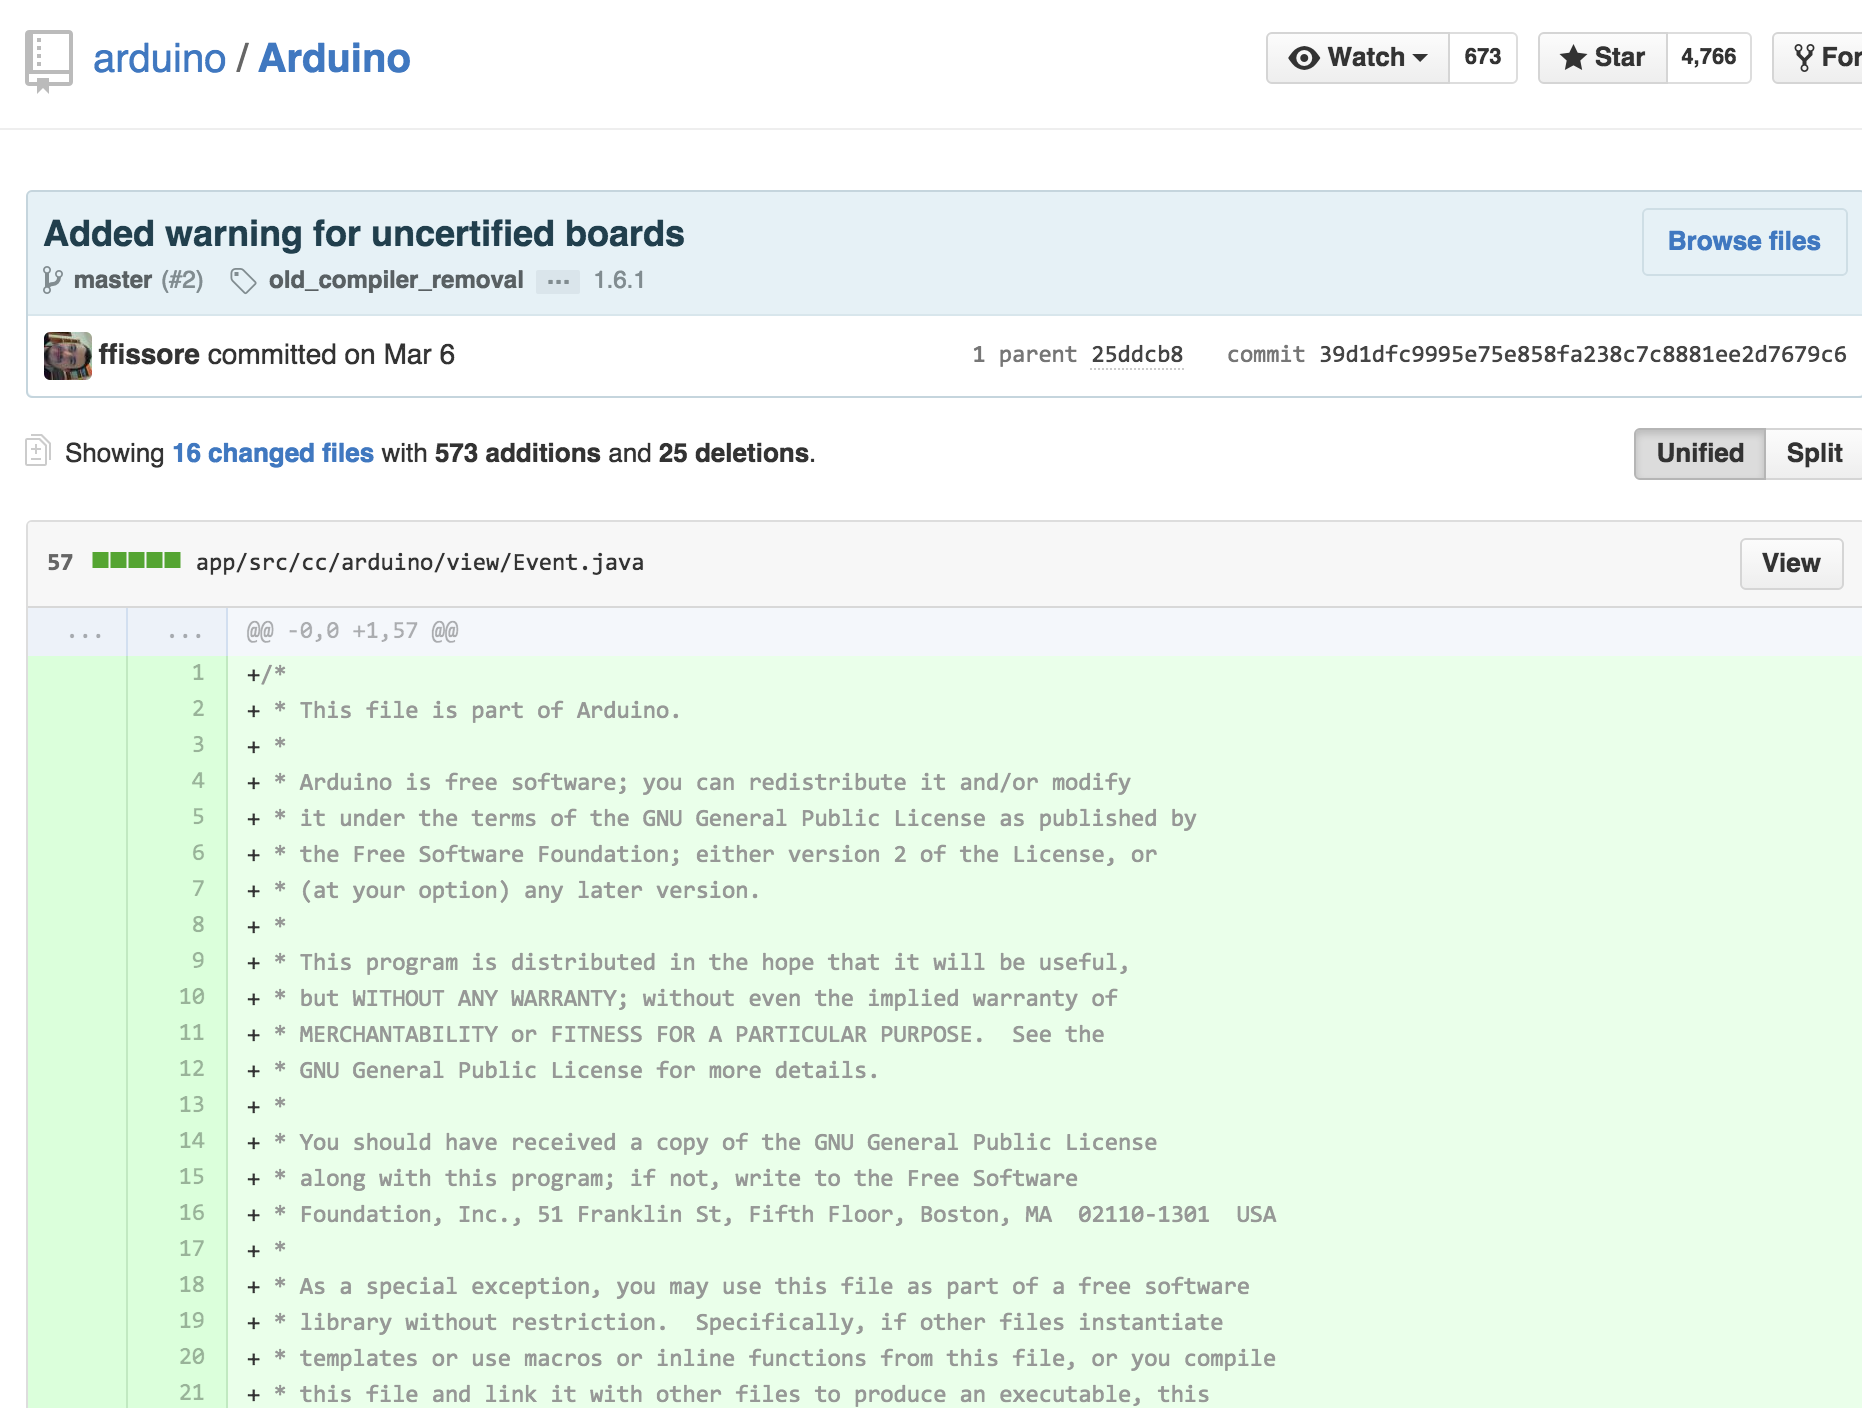 arduino / Arduino
Watch 673 Star 4,766 For
Added warning for uncertified boards
Browse files
master (#2) old_compiler_removal ... 1.6.1
ffissore committed on Mar 6 1 parent 25ddcb8 commit 39d1dfc9995e75e858fa238c7c8881ee2d7679c6
Showing 16 changed files with 573 additions and 25 deletions.
Unified Split
57 app/src/cc/arduino/view/Event.java View
... ... @@ -0,0 +1,57 @@
1 +/*
2 + * This file is part of Arduino.
3 + *
4 + * Arduino is free software; you can redistribute it and/or modify
5 + * it under the terms of the GNU General Public License as published by
6 + * the Free Software Foundation; either version 2 of the License, or
7 + * (at your option) any later version.
8 + *
9 + * This program is distributed in the hope that it will be useful,
10 + * but WITHOUT ANY WARRANTY; without even the implied warranty of
11 + * MERCHANTABILITY or FITNESS FOR A PARTICULAR PURPOSE.  See the
12 + * GNU General Public License for more details.
13 + *
14 + * You should have received a copy of the GNU General Public License
15 + * along with this program; if not, write to the Free Software
16 + * Foundation, Inc., 51 Franklin St, Fifth Floor, Boston, MA  02110-1301  USA
17 + *
18 + * As a special exception, you may use this file as part of a free software
19 + * library without restriction.  Specifically, if other files instantiate
20 + * templates or use macros or inline functions from this file, or you compile
21 + * this file and link it with other files to produce an executable, this